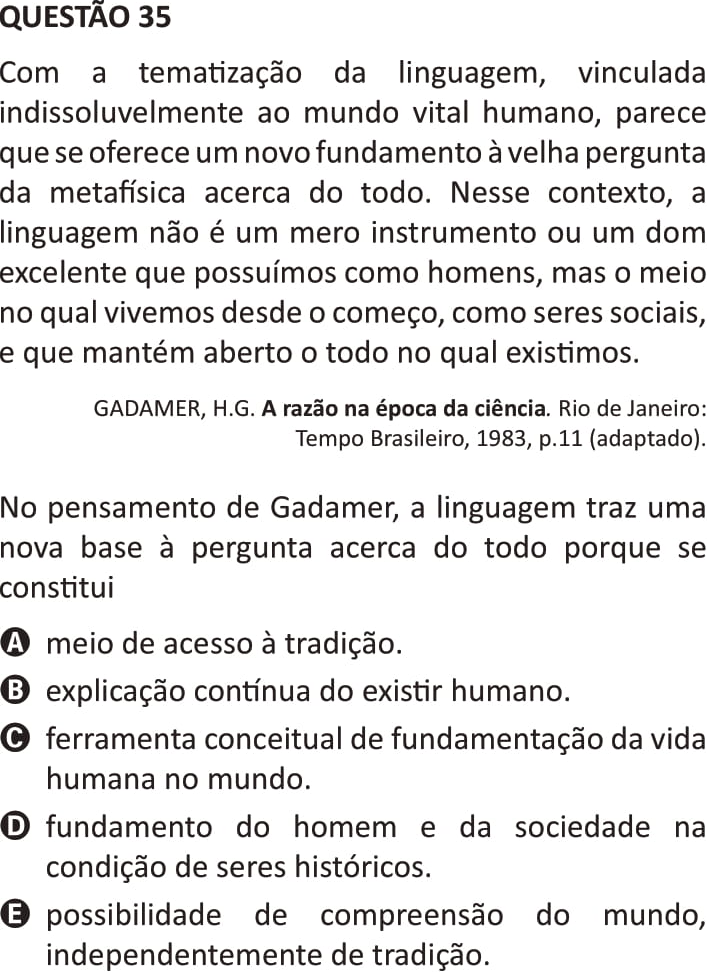 QUESTÃO 35
Com a tematização da linguagem, vinculada
indissoluvelmente ao mundo vital humano, parece
que se oferece um novo fundamento à velha pergunta
da metafísica acerca do todo. Nesse contexto, a
linguagem não é um mero instrumento ou um dom
excelente que possuímos como homens, mas o meio
no qual vivemos desde o começo, como seres sociais,
e que mantém aberto o todo no qual existimos.
GADAMER, H.G. A razão na época da ciência. Rio de Janeiro:
Tempo Brasileiro, 1983, p.11 (adaptado).
No pensamento de Gadamer, a linguagem traz uma
nova base à pergunta acerca do todo porque se
constitui
A meio de acesso à tradição.
B explicação contínua do existir humano.
C ferramenta conceitual de fundamentação da vida
humana no mundo.
D fundamento do homem e da sociedade na
condição de seres históricos.
E possibilidade de compreensão do mundo,
independentemente de tradição.